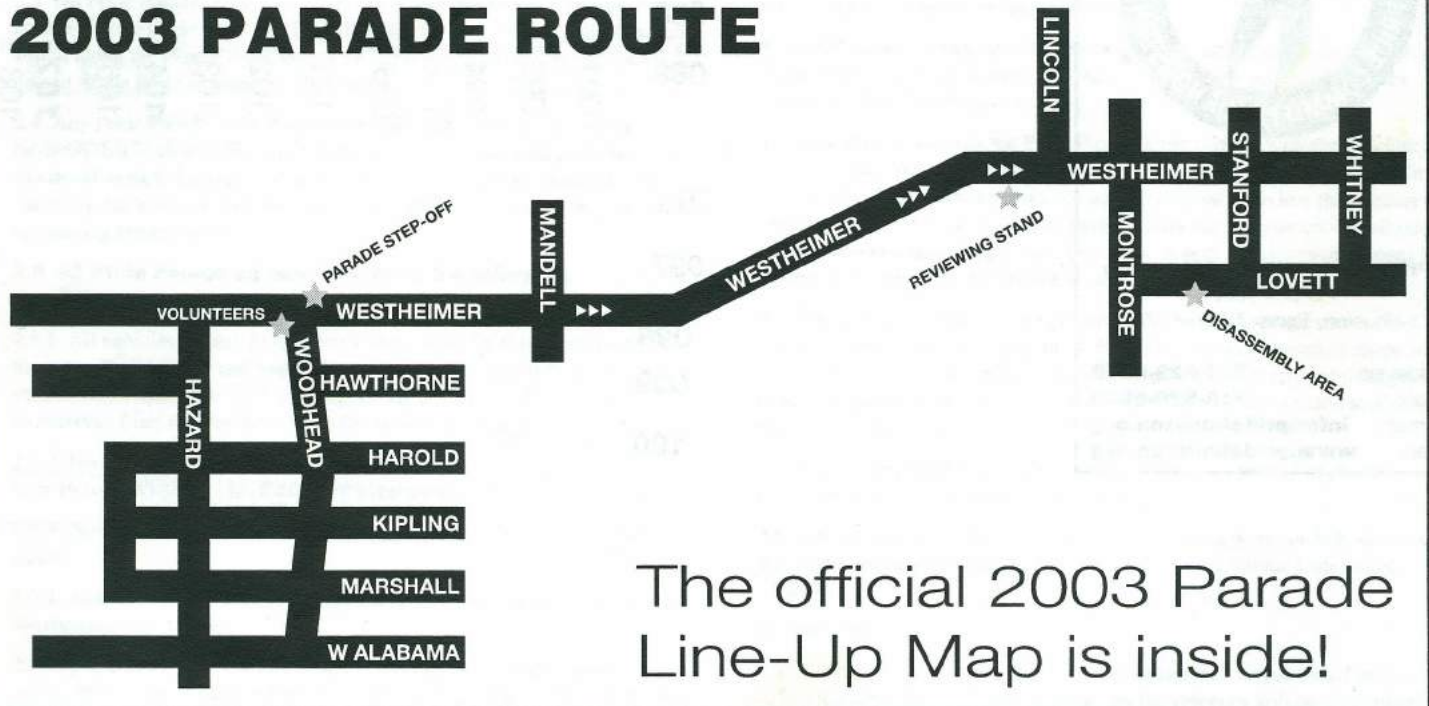 2003 PARADE ROUTE
LINCOLN
WESTHEIMER
STANFORD
WHITNEY
MONTROSE
LOVETT
REVIEWING STAND
DISASSEMBLY AREA
WESTHEIMER
MANDELL
PARADE STEP-OFF
VOLUNTEERS
WESTHEIMER
HAZARD
WOODHEAD
HAWTHORNE
HAROLD
KIPLING
MARSHALL
W ALABAMA
The official 2003 Parade
Line-Up Map is inside!